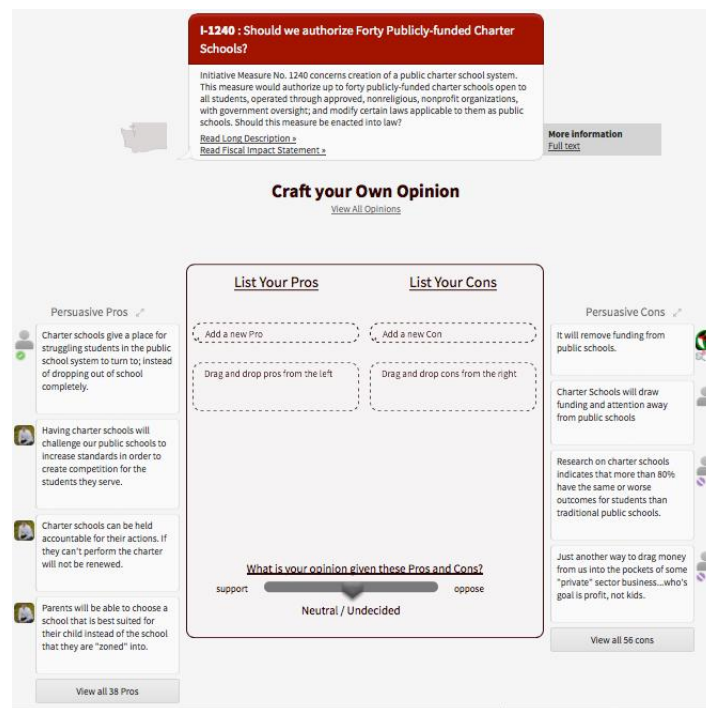 I-1240 : Should we authorize Forty Publicly-funded Charter
Schools?
Initiative Measure No. 1240 concerns creation of a public charter school system.
This measure would authorize up to forty publicly-funded charter schools open to
all students, operated through approved, nonreligious, nonprofit organizations,
with government oversight; and modify certain laws applicable to them as public
schools. Should this measure be enacted into law?
Read Long Description »
Read Fiscal Impact Statement »
More information
Full text
Craft your Own Opinion
View All Opinions
Persuasive Pros
Charter schools give a place for
struggling students in the public
school system to turn to; instead
of dropping out of school
completely.
Having charter schools will
challenge our public schools to
increase standards in order to
create competition for the
students they serve.
Charter schools can be held
accountable for their actions. If
they can't perform the charter
will not be renewed.
Parents will be able to choose a
school that is best suited for
their child instead of the school
that they are "zoned" into.
View all 38 Pros
List Your Pros
Add a new Pro
Drag and drop pros from the left
List Your Cons
Add a new Con
Drag and drop cons from the right
What is your opinion given these Pros and Cons?
support
oppose
Neutral / Undecided
Persuasive Cons
It will remove funding from
public schools.
Charter Schools will draw
funding and attention away
from public schools
Research on charter schools
indicates that more than 80%
have the same or worse
outcomes for students than
traditional public schools.
Just another way to drag money
from us into the pockets of some
"private" sector business...who's
goal is profit, not kids.
View all 56 cons